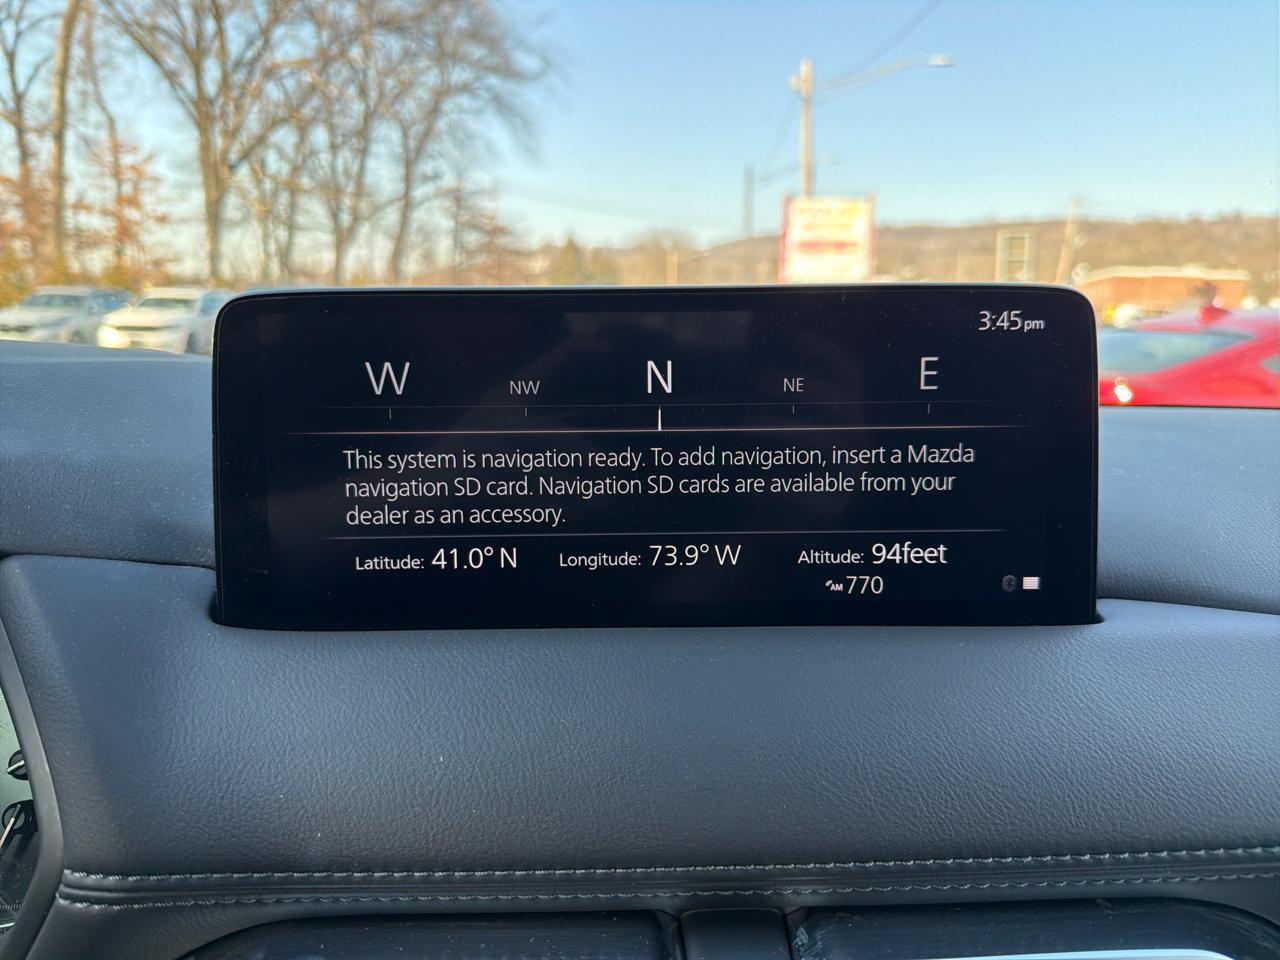 3:45pm
W NW N NE E
This system is navigation ready. To add navigation, insert a Mazda
navigation SD card. Navigation SD cards are available from your
dealer as an accessory.
Latitude: 41.0° N Longitude: 73.9° W Altitude: 94feet
AM 770